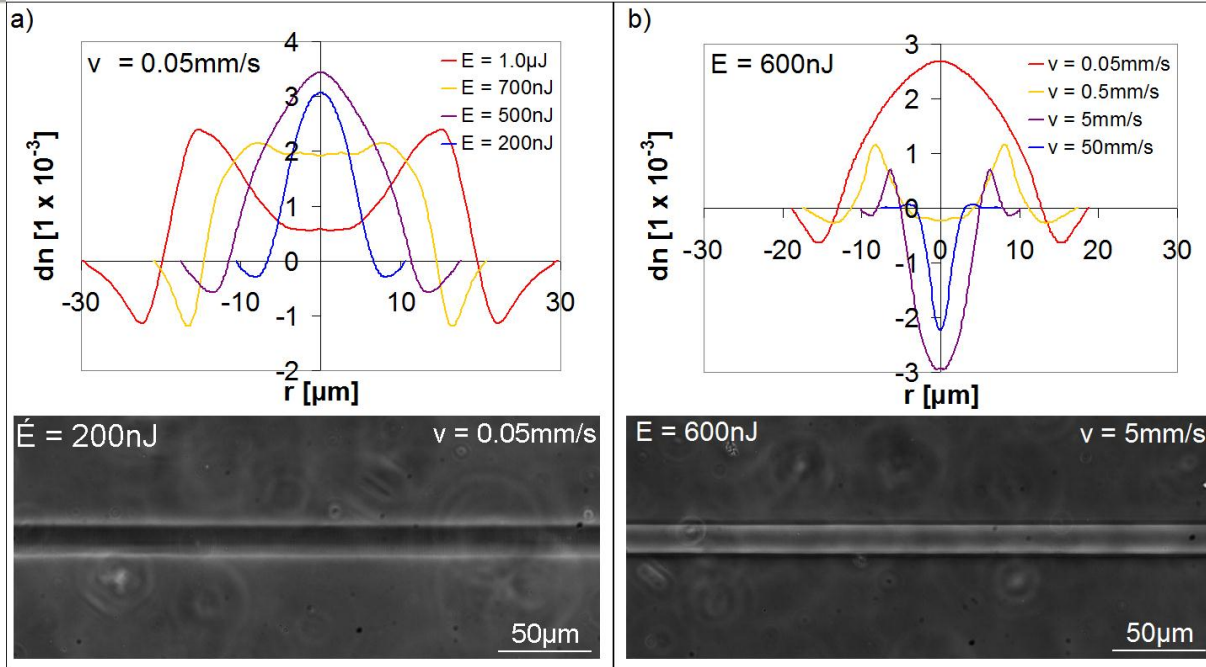 a)
v = 0.05mm/s
E = 1.0µJ
E = 700nJ
E = 500nJ
E = 200nJ
dn [1 x 10⁻³]
4
3
2
1
0
-1
-2
-30
-10
10
30
r [µm]
É = 200nJ
v = 0.05mm/s
50µm
b)
E = 600nJ
v = 0.05mm/s
v = 0.5mm/s
v = 5mm/s
v = 50mm/s
dn [1 x 10⁻³]
3
2
1
0
-1
-2
-3
-30
-20
-10
0
10
20
30
r [µm]
E = 600nJ
v = 5mm/s
50µm